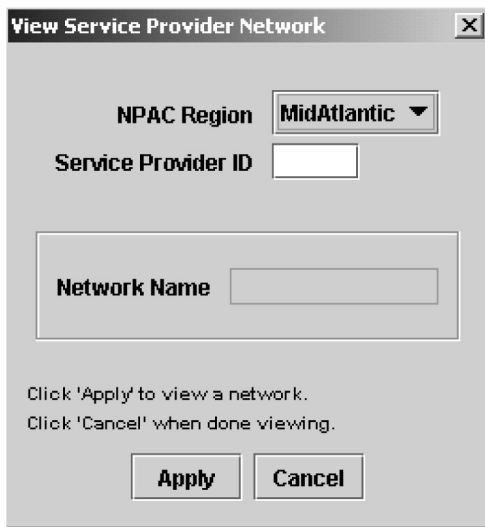 View Service Provider Network
NPAC Region MidAtlantic
Service Provider ID
Network Name
Click 'Apply' to view a network.
Click 'Cancel' when done viewing.
Apply Cancel